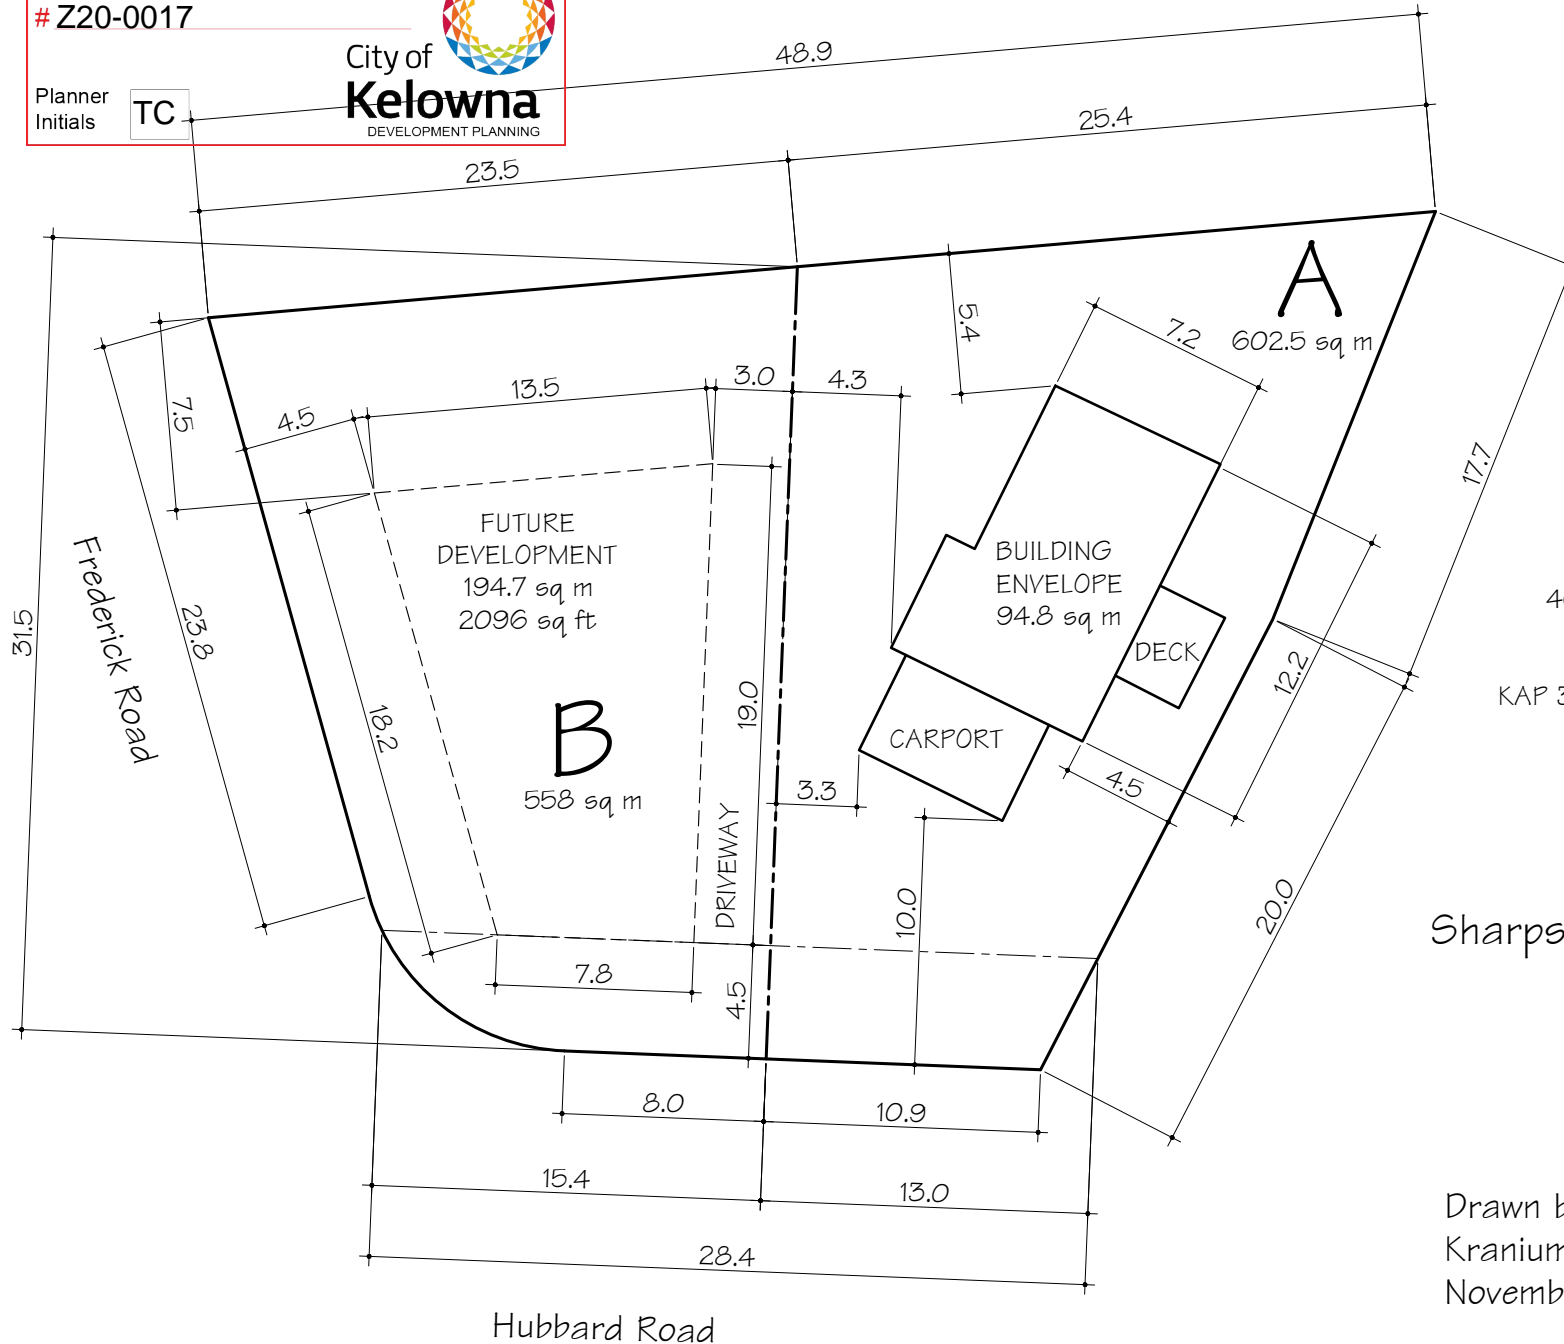 # Z20-0017
City of
Kelowna
DEVELOPMENT PLANNING
Planner
Initials
TC
48.9
25.4
23.5
A
602.5 sq m
5.4
7.2
7.5
4.5
13.5
3.0
4.3
17.7
FUTURE
DEVELOPMENT
194.7 sq m
2096 sq ft
BUILDING
ENVELOPE
94.8 sq m
DECK
Frederick Road
31.5
23.8
18.2
19.0
12.2
KAP 3
B
558 sq m
CARPORT
3.3
4.5
DRIVEWAY
10.0
20.0
Sharps
7.8
4.5
8.0
10.9
15.4
13.0
28.4
Drawn b
Kranium
Novemb
Hubbard Road